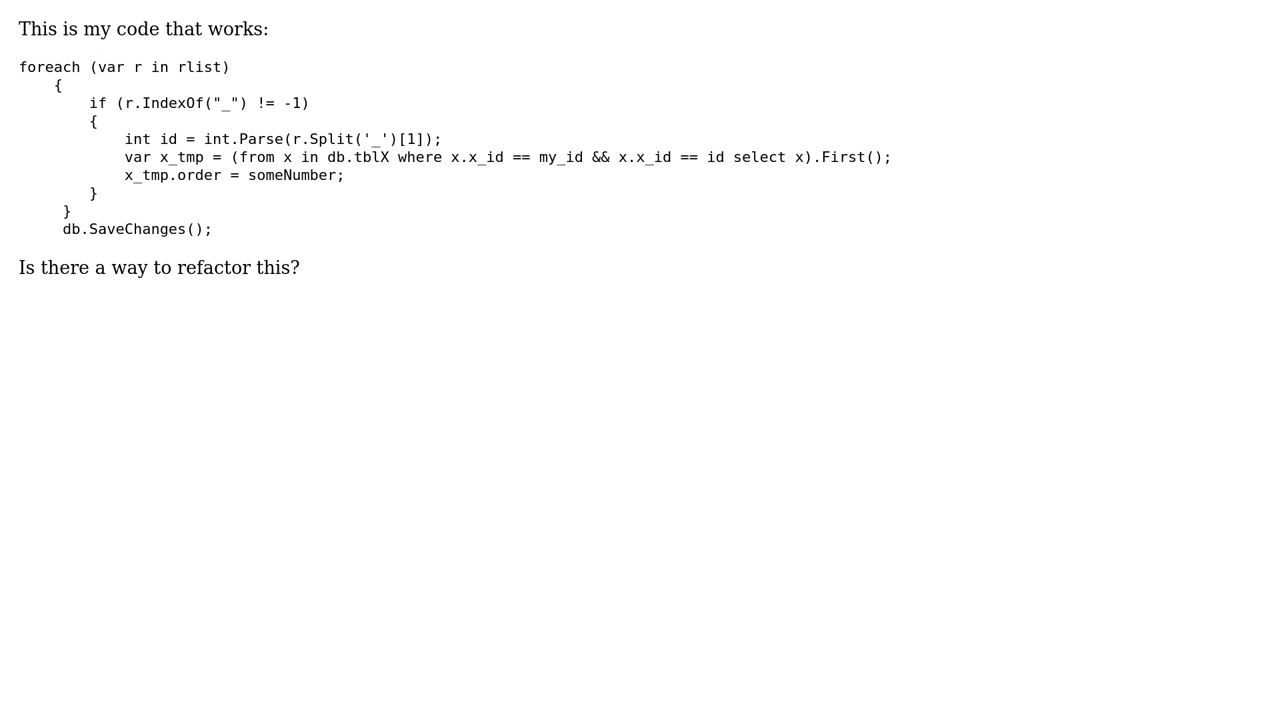 This is my code that works:
foreach (var r in rlist)
    {
        if (r.IndexOf("_") != -1)
        {
            int id = int.Parse(r.Split('_')[1]);
            var x_tmp = (from x in db.tblX where x.x_id == my_id && x.x_id == id select x).First();
            x_tmp.order = someNumber;
        }
     }
     db.SaveChanges();
Is there a way to refactor this?